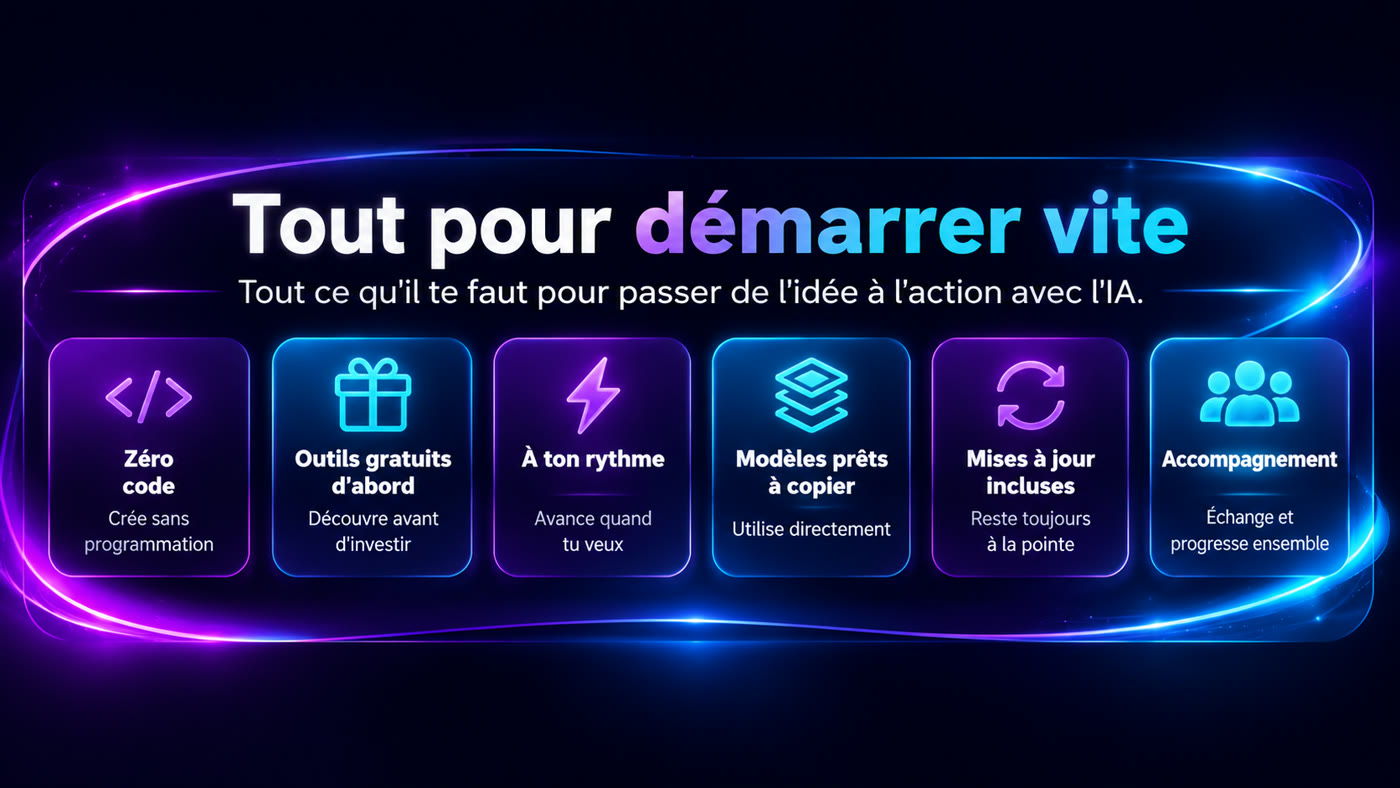 Tout pour démarrer vite
Tout ce qu'il te faut pour passer de l'idée à l'action avec l'IA.
Zéro
code
Crée sans
programmation
Outils gratuits
d'abord
Découvre avant
d'investir
À ton rythme
Avance quand
tu veux
Modèles prêts
à copier
Utilise directement
Mises à jour
incluses
Reste toujours
à la pointe
Accompagnement
Échange et
progresse ensemble